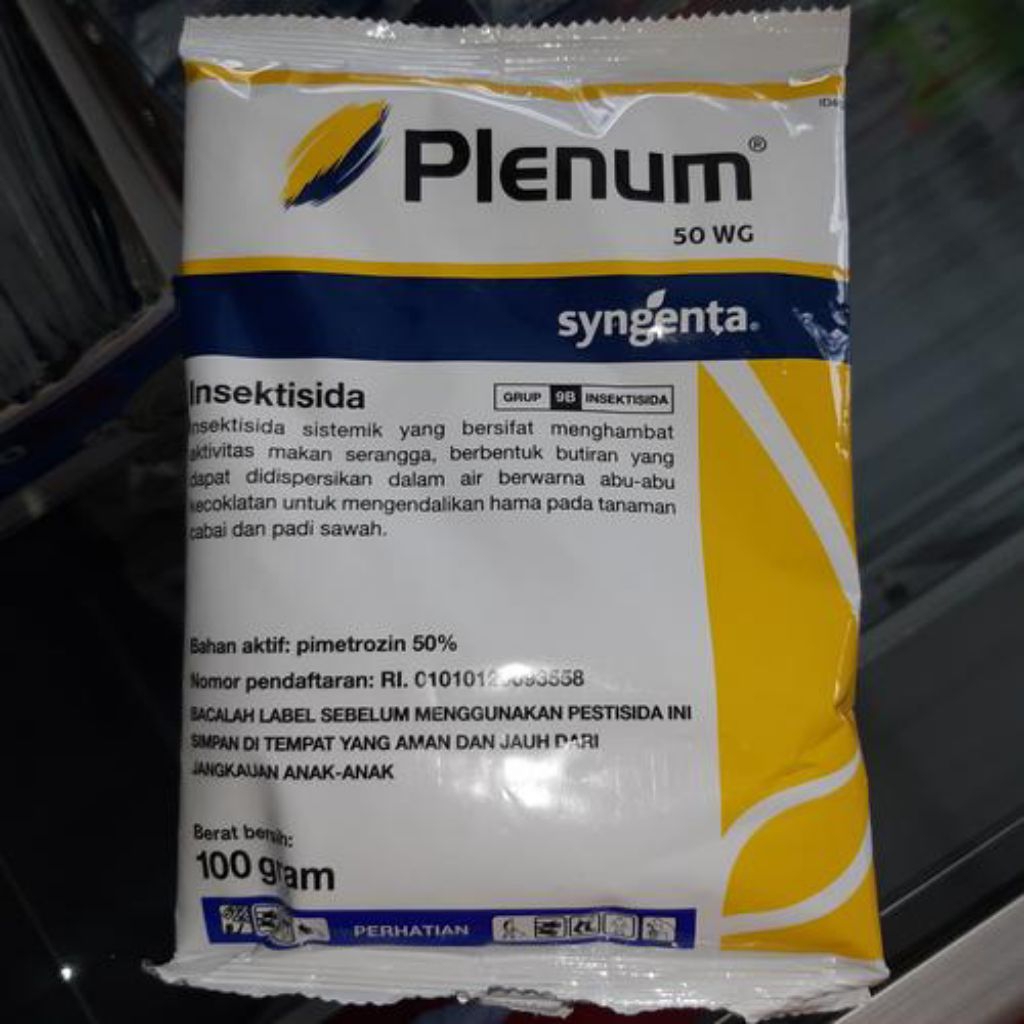 Plenum®
50 WG
syngenta.
Insektisida
GRUP 9B INSEKTISIDA
Insektisida sistemik yang bersifat menghambat
aktivitas makan serangga, berbentuk butiran yang
dapat didispersikan dalam air berwarna abu-abu
kecoklatan untuk mengendalikan hama pada tanaman
cabai dan padi sawah.
Bahan aktif: pimetrozin 50%
Nomor pendaftaran: RI.
BACALAH LABEL SEBELUM MENGGUNAKAN PESTISIDA INI
SIMPAN DI TEMPAT YANG AMAN DAN JAUH DARI
JANGKAUAN ANAK-ANAK
Berat bersih:
100 gram
PERHATIAN